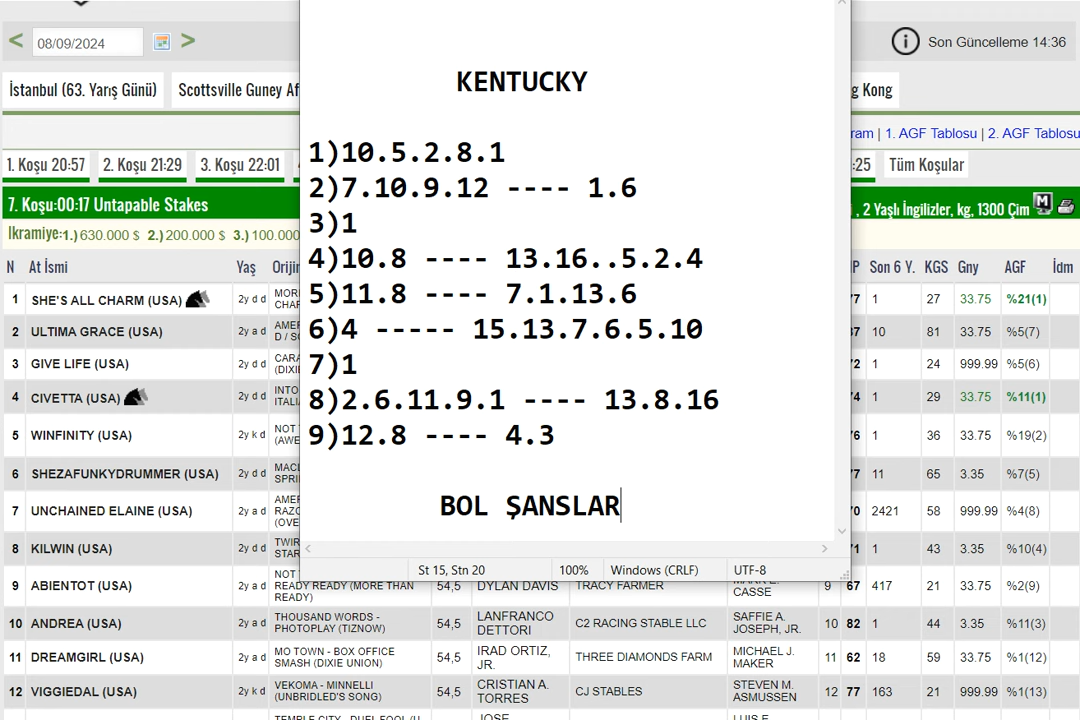 08/09/2024
Son Güncelleme 14:36
İstanbul (63. Yarış Günü) Scottsville Guney Af g Kong
ram | 1. AGF Tablosu | 2. AGF Tablosu
1. Koşu 20:57 2. Koşu 21:29 3. Koşu 22:01 :25 Tüm Koşular
7. Koşu:00:17 Untapable Stakes , 2 Yaşlı İngilizler, kg, 1300 Çim
Ikramiye:1.) 630.000 $ 2.) 200.000 $ 3.) 100.000
N At İsmi Yaş Orijin HP Son 6 Y. KGS Gny AGF İdm
KENTUCKY
1)10.5.2.8.1
2)7.10.9.12 ---- 1.6
3)1
4)10.8 ---- 13.16..5.2.4
5)11.8 ---- 7.1.13.6
6)4 ----- 15.13.7.6.5.10
7)1
8)2.6.11.9.1 ---- 13.8.16
9)12.8 ---- 4.3
BOL ŞANSLAR
St 15, Stn 20 100% Windows (CRLF) UTF-8
1 SHE'S ALL CHARM (USA) 2y d d 77 1 27 33.75 %21(1)
2 ULTIMA GRACE (USA) 2y a d 37 10 81 33.75 %5(7)
3 GIVE LIFE (USA) 2y d d 72 1 24 999.99 %5(6)
4 CIVETTA (USA) 2y d d 74 1 29 33.75 %11(1)
5 WINFINITY (USA) 2y k d 76 1 36 33.75 %19(2)
6 SHEZAFUNKYDRUMMER (USA) 2y d d 77 11 65 3.35 %7(5)
7 UNCHAINED ELAINE (USA) 2y a d 70 2421 58 999.99 %4(8)
8 KILWIN (USA) 2y d d 71 1 43 3.35 %10(4)
9 ABIENTOT (USA) 2y a d NOT READY READY (MORE THAN READY) 54,5 DYLAN DAVIS TRACY FARMER MARK E. CASSE 9 67 417 21 33.75 %2(9)
10 ANDREA (USA) 2y a d THOUSAND WORDS - PHOTOPLAY (TIZNOW) 54,5 LANFRANCO DETTORI C2 RACING STABLE LLC SAFFIE A. JOSEPH, JR. 10 82 1 44 3.35 %11(3)
11 DREAMGIRL (USA) 2y a d MO TOWN - BOX OFFICE SMASH (DIXIE UNION) 54,5 IRAD ORTIZ, JR. THREE DIAMONDS FARM MICHAEL J. MAKER 11 62 18 59 33.75 %1(12)
12 VIGGIEDAL (USA) 2y k d VEKOMA - MINNELLI (UNBRIDLED'S SONG) 54,5 CRISTIAN A. TORRES CJ STABLES STEVEN M. ASMUSSEN 12 77 163 21 999.99 %1(13)